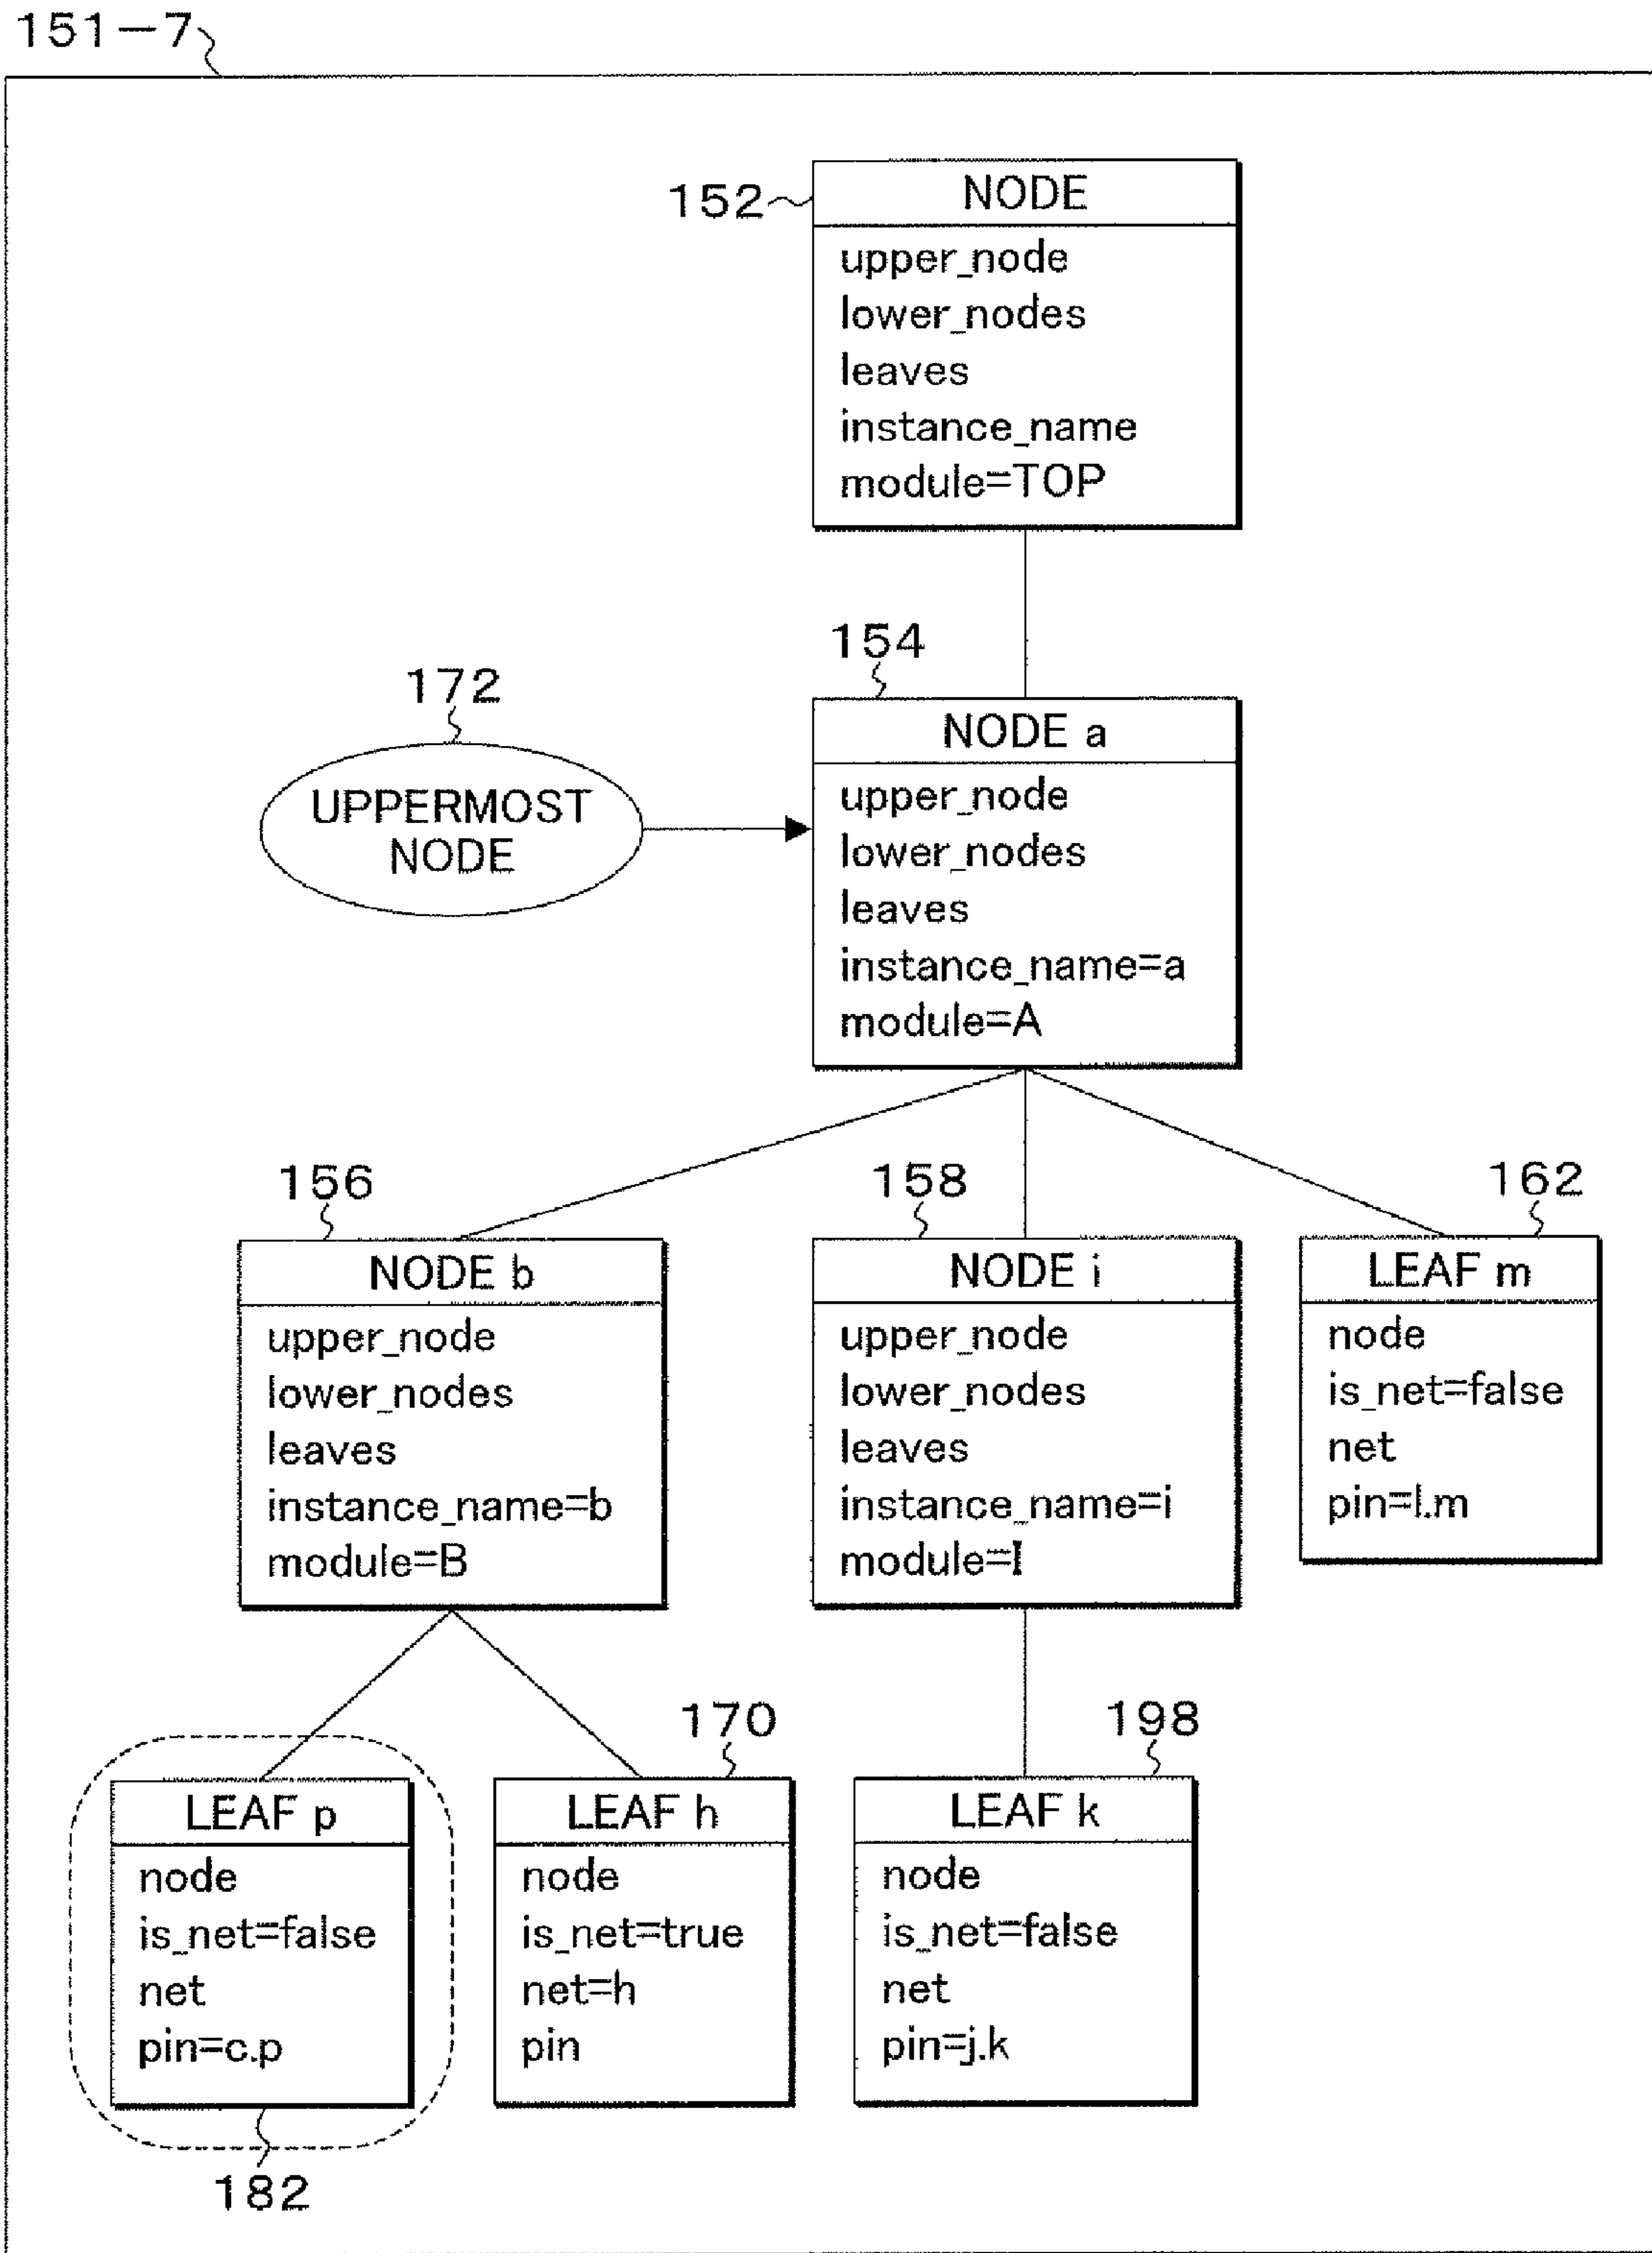 151-7
152
NODE
upper_node
lower_nodes
leaves
instance_name
module=TOP
154
172
UPPERMOST
NODE
NODE a
upper_node
lower_nodes
leaves
instance_name=a
module=A
156
158
162
NODE b
upper_node
lower_nodes
leaves
instance_name=b
module=B
NODE i
upper_node
lower_nodes
leaves
instance_name=i
module=I
LEAF m
node
is_net=false
net
pin=l.m
170
198
LEAF p
node
is_net=false
net
pin=c.p
LEAF h
node
is_net=true
net=h
pin
LEAF k
node
is_net=false
net
pin=j.k
182